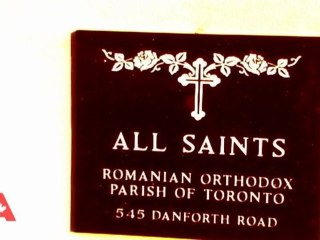 ALL SAINTS
ROMANIAN ORTHODOX
PARISH OF TORONTO
545 DANFORTH ROAD